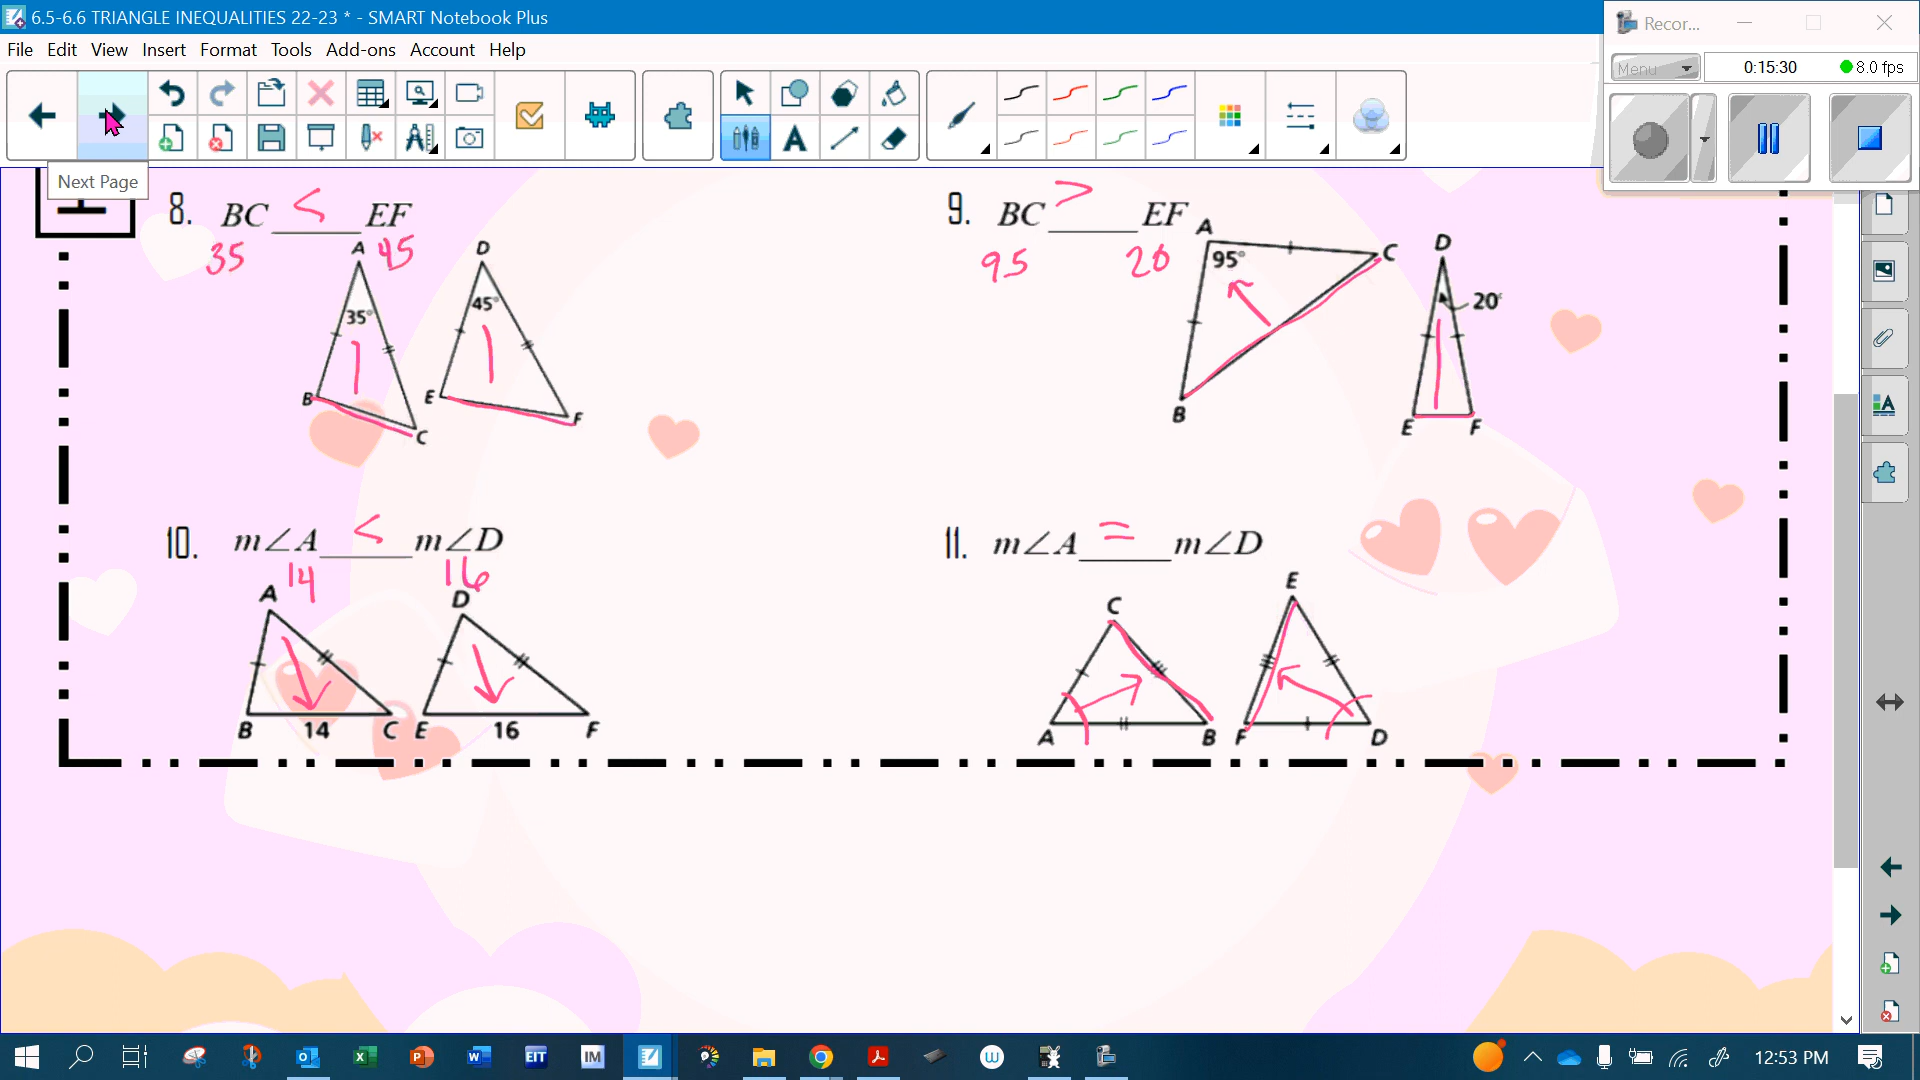 6.5-6.6 TRIANGLE INEQUALITIES 22-23 * - SMART Notebook Plus
Recor...
File Edit View Insert Format Tools Add-ons Account Help
Menu 0:15:30 8.0 fps
Next Page
8. BC < EF
35 45
A D
35° 45°
B C E F
9. BC > EF
95 20
A C D
95° 20°
B E F
10. m∠A < m∠D
14 16
A D
B 14 C E 16 F
11. m∠A = m∠D
C E
A B F D
12:53 PM